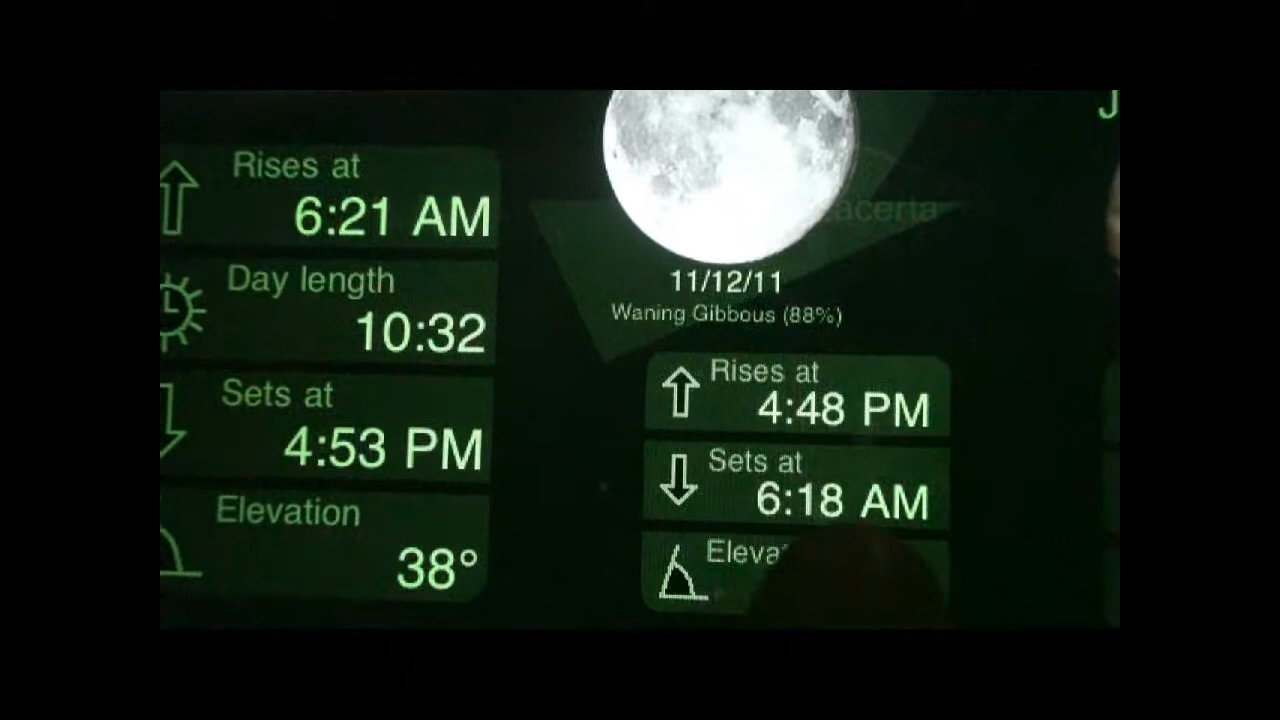 J
Rises at
6:21 AM
Day length
10:32
Sets at
4:53 PM
Elevation
38°
acerta
11/12/11
Waning Gibbous (88%)
Rises at
4:48 PM
Sets at
6:18 AM